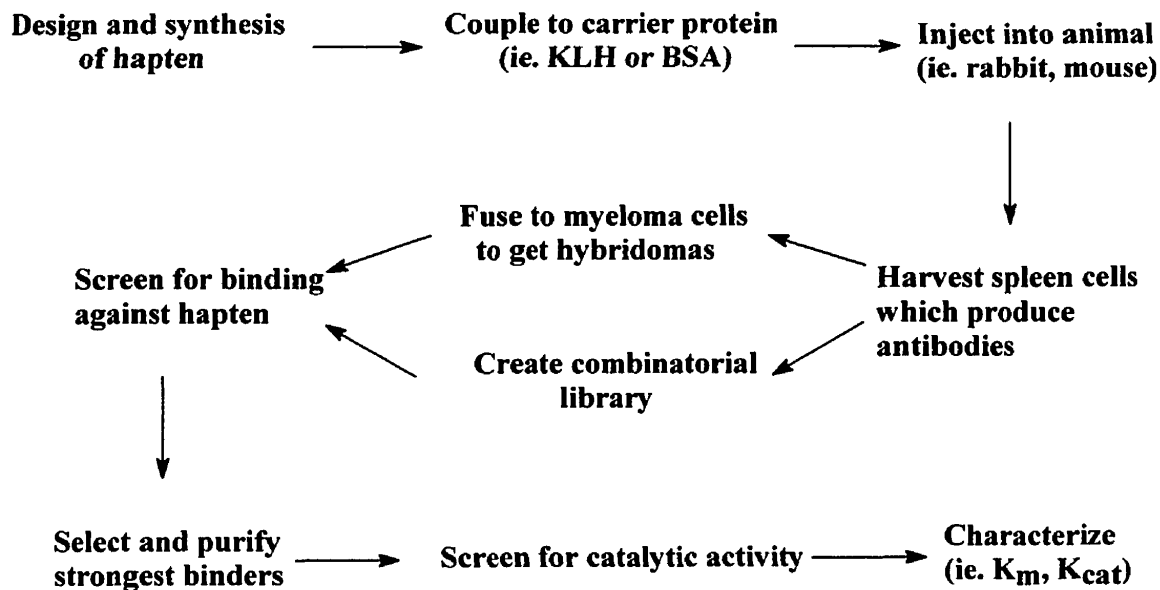 Design and synthesis
of hapten
Couple to carrier protein
(ie. KLH or BSA)
Inject into animal
(ie. rabbit, mouse)
Fuse to myeloma cells
to get hybridomas
Harvest spleen cells
which produce
antibodies
Screen for binding
against hapten
Create combinatorial
library
Select and purify
strongest binders
Screen for catalytic activity
Characterize
(ie. Km, Kcat)